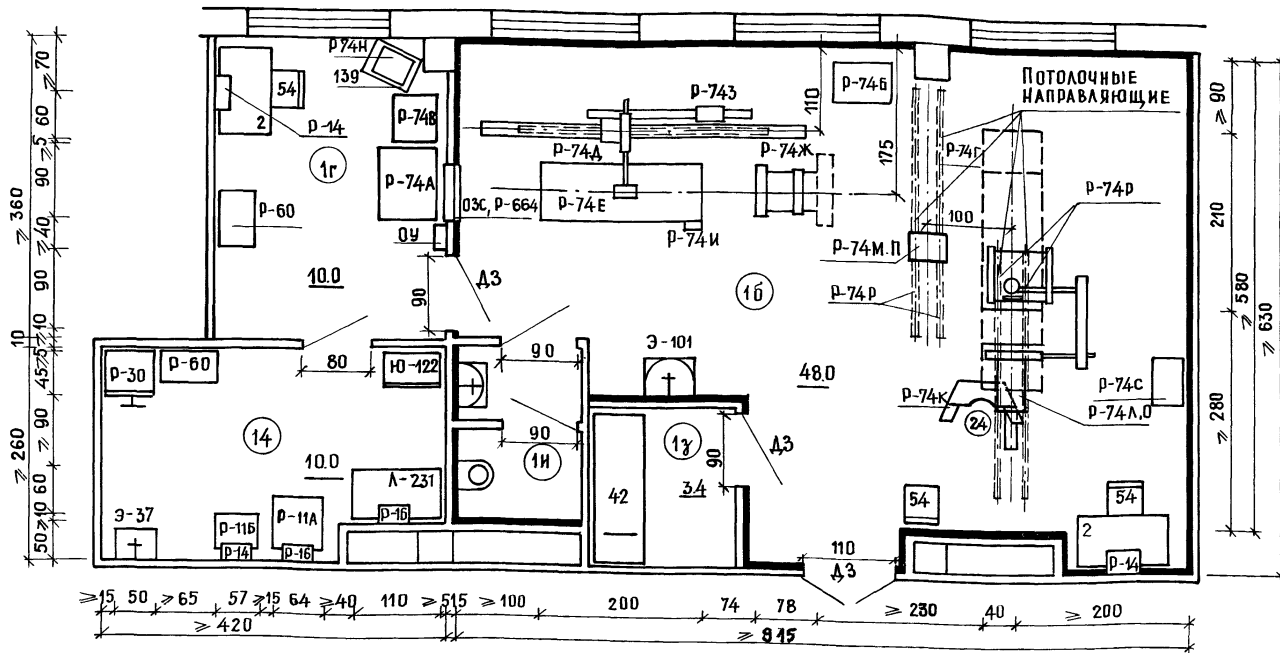 Р74Н
139
54
2
Р-14
1г
Р-74В
Р-74А
Р-60
ОУ
10.0
90
ДЗ
ОЗС, Р-664
Р-74З
Р-74Д
Р-74Ж
Р-74Е
Р-74И
110
175
Р-74Б
Потолочные
направляющие
Р-74Г
Р-74Р
100
Р-74М.П
Р-74Р
1б
48.0
Э-101
Р-74К
24
Р-74С
Р-74Л,О
Р-30
Р-60
80
Ю-122
14
10.0
Л-231
Р-16
Э-37
Р-11Б
Р-14
Р-11А
Р-16
90
90
1и
42
1з
3.4
90
ДЗ
110
ДЗ
54
54
2
Р-14
⩾ 360
⩾ 70
60
⩾5
90
⩾40
90
⩾10
10
⩾ 260
45
⩾5
⩾ 90
60
⩾10
50
⩾ 90
210
⩾ 280
⩾ 580
⩾ 630
⩾15 50 ⩾65 57 ⩾15 64 ⩾40 110 ⩾5 15 ⩾ 100 200 74 78 ⩾ 230 40 ⩾ 200
⩾ 420 ⩾ 815